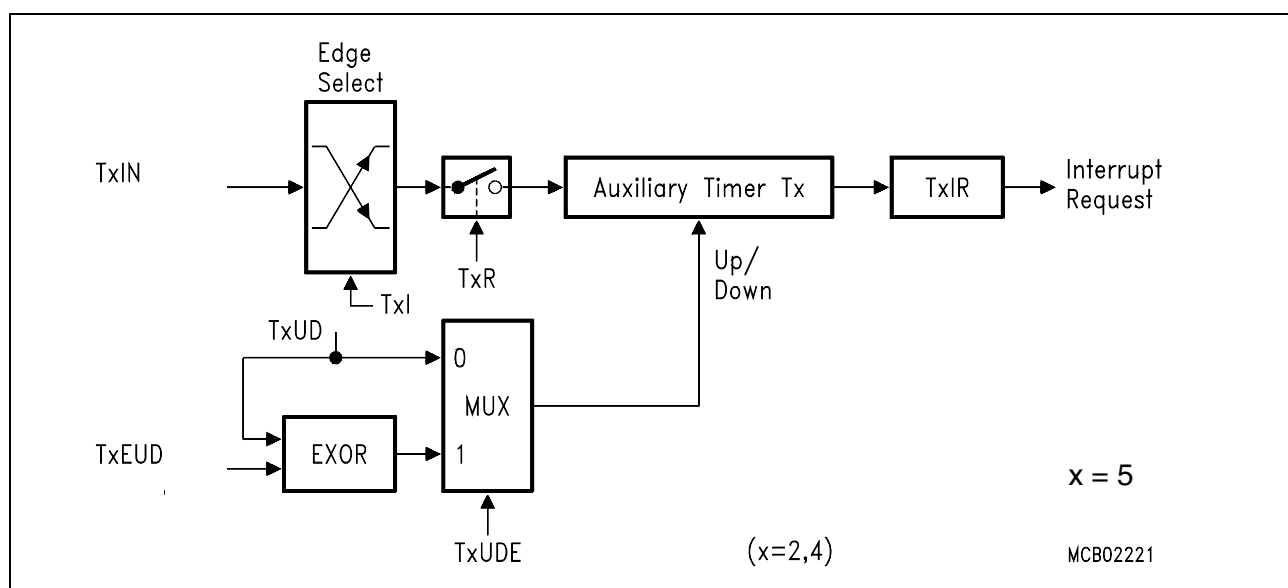 Edge
Select
TxIN
Auxiliary Timer Tx
TxIR
Interrupt
Request
TxR
Up/
Down
TxI
TxUD
0
MUX
TxEUD
EXOR
1
x = 5
TxUDE
(x=2,4)
MCB02221